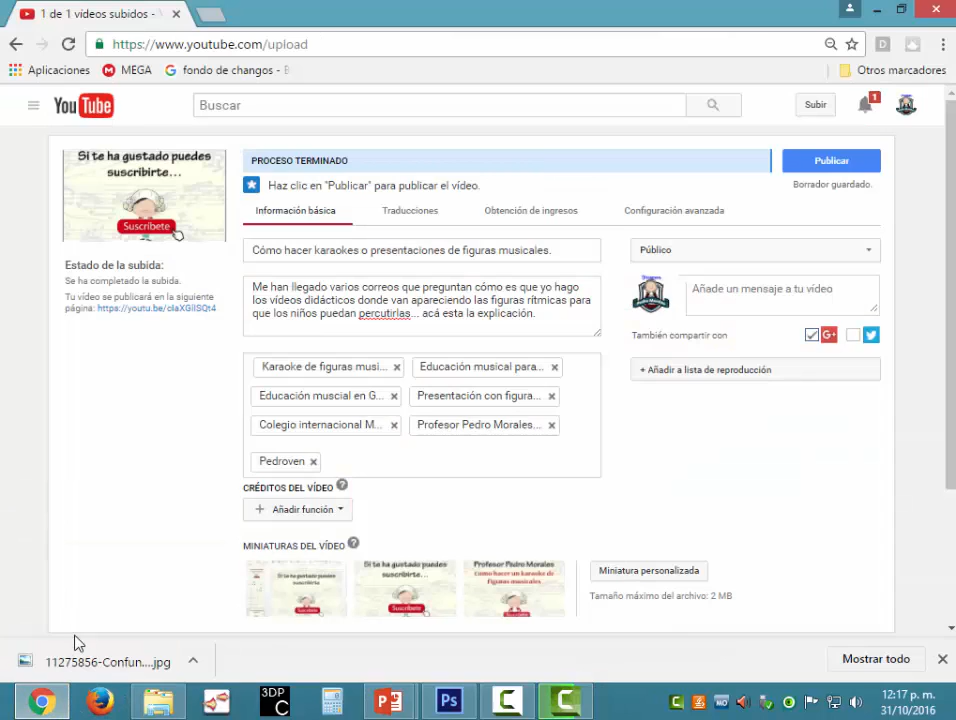 1 de 1 vídeos subidos -
https://www.youtube.com/upload
Aplicaciones MEGA fondo de changos - Otros marcadores
YouTube Buscar Subir 1
Si te ha gustado puedes
suscribirte...
Suscríbete
PROCESO TERMINADO
Publicar
Haz clic en "Publicar" para publicar el vídeo.
Borrador guardado.
Información básica Traducciones Obtención de ingresos Configuración avanzada
Estado de la subida:
Se ha completado la subida.
Tu vídeo se publicará en la siguiente
página:
Cómo hacer karaokes o presentaciones de figuras musicales.
Me han llegado varios correos que preguntan cómo es que yo hago
los vídeos didácticos donde van apareciendo las figuras rítmicas para
que los niños puedan percutirlas... acá esta la explicación.
Público
Añade un mensaje a tu vídeo
También compartir con G+
+ Añadir a lista de reproducción
Karaoke de figuras musi... × Educación musical para... ×
Educación muscial en G... × Presentación con figura... ×
Colegio internacional M... × Profesor Pedro Morales... ×
Pedroven ×
CRÉDITOS DEL VÍDEO ?
+ Añadir función
MINIATURAS DEL VÍDEO ?
Si te ha gustado puedes
suscribirte...
Suscríbete
Si te ha gustado puedes
suscribirte...
Suscríbete
Profesor Pedro Morales
Como hacer un karaoke de
Figuras musicales
Miniatura personalizada
Tamaño máximo del archivo: 2 MB
11275856-Confun....jpg
Mostrar todo
3DP
C
Ps
12:17 p. m.
31/10/2016